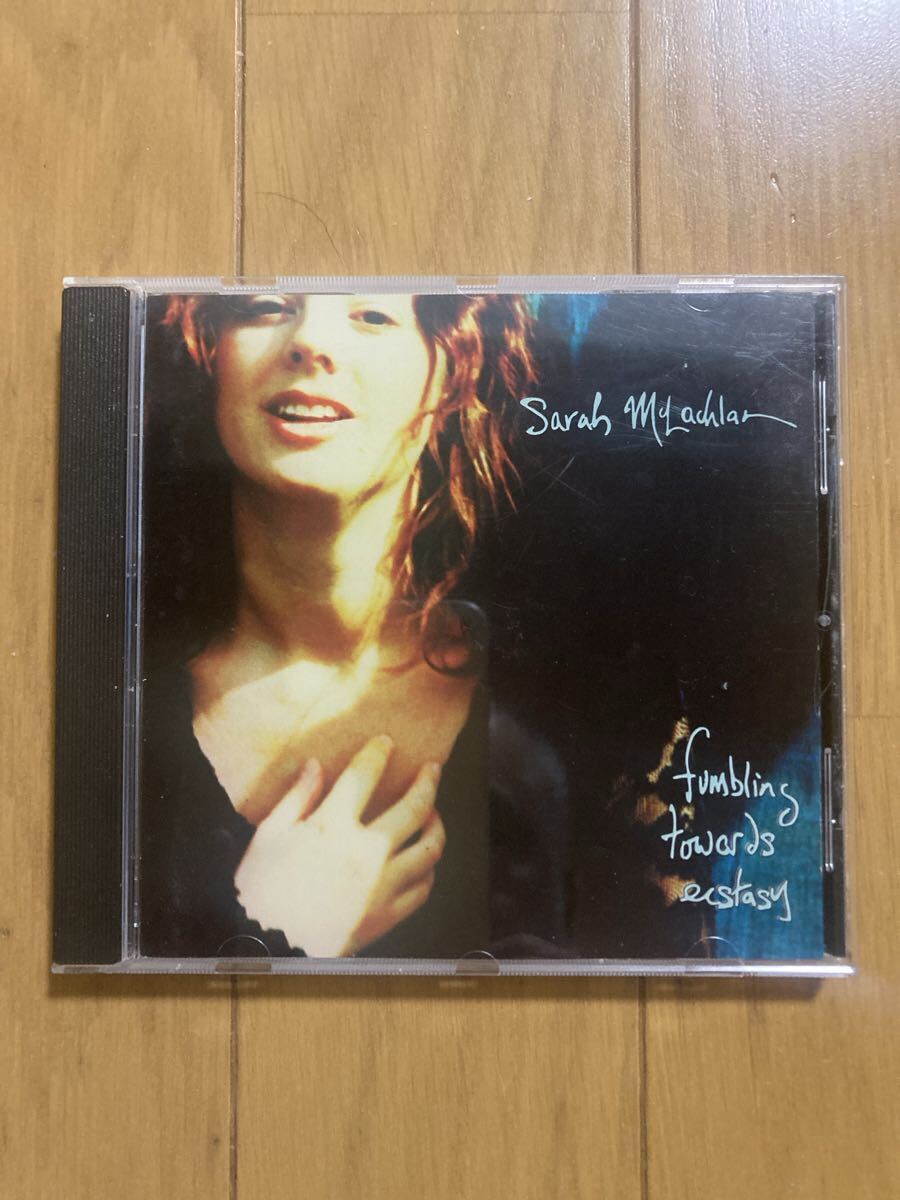 Sarah McLachlan
fumbling
towards
ecstasy